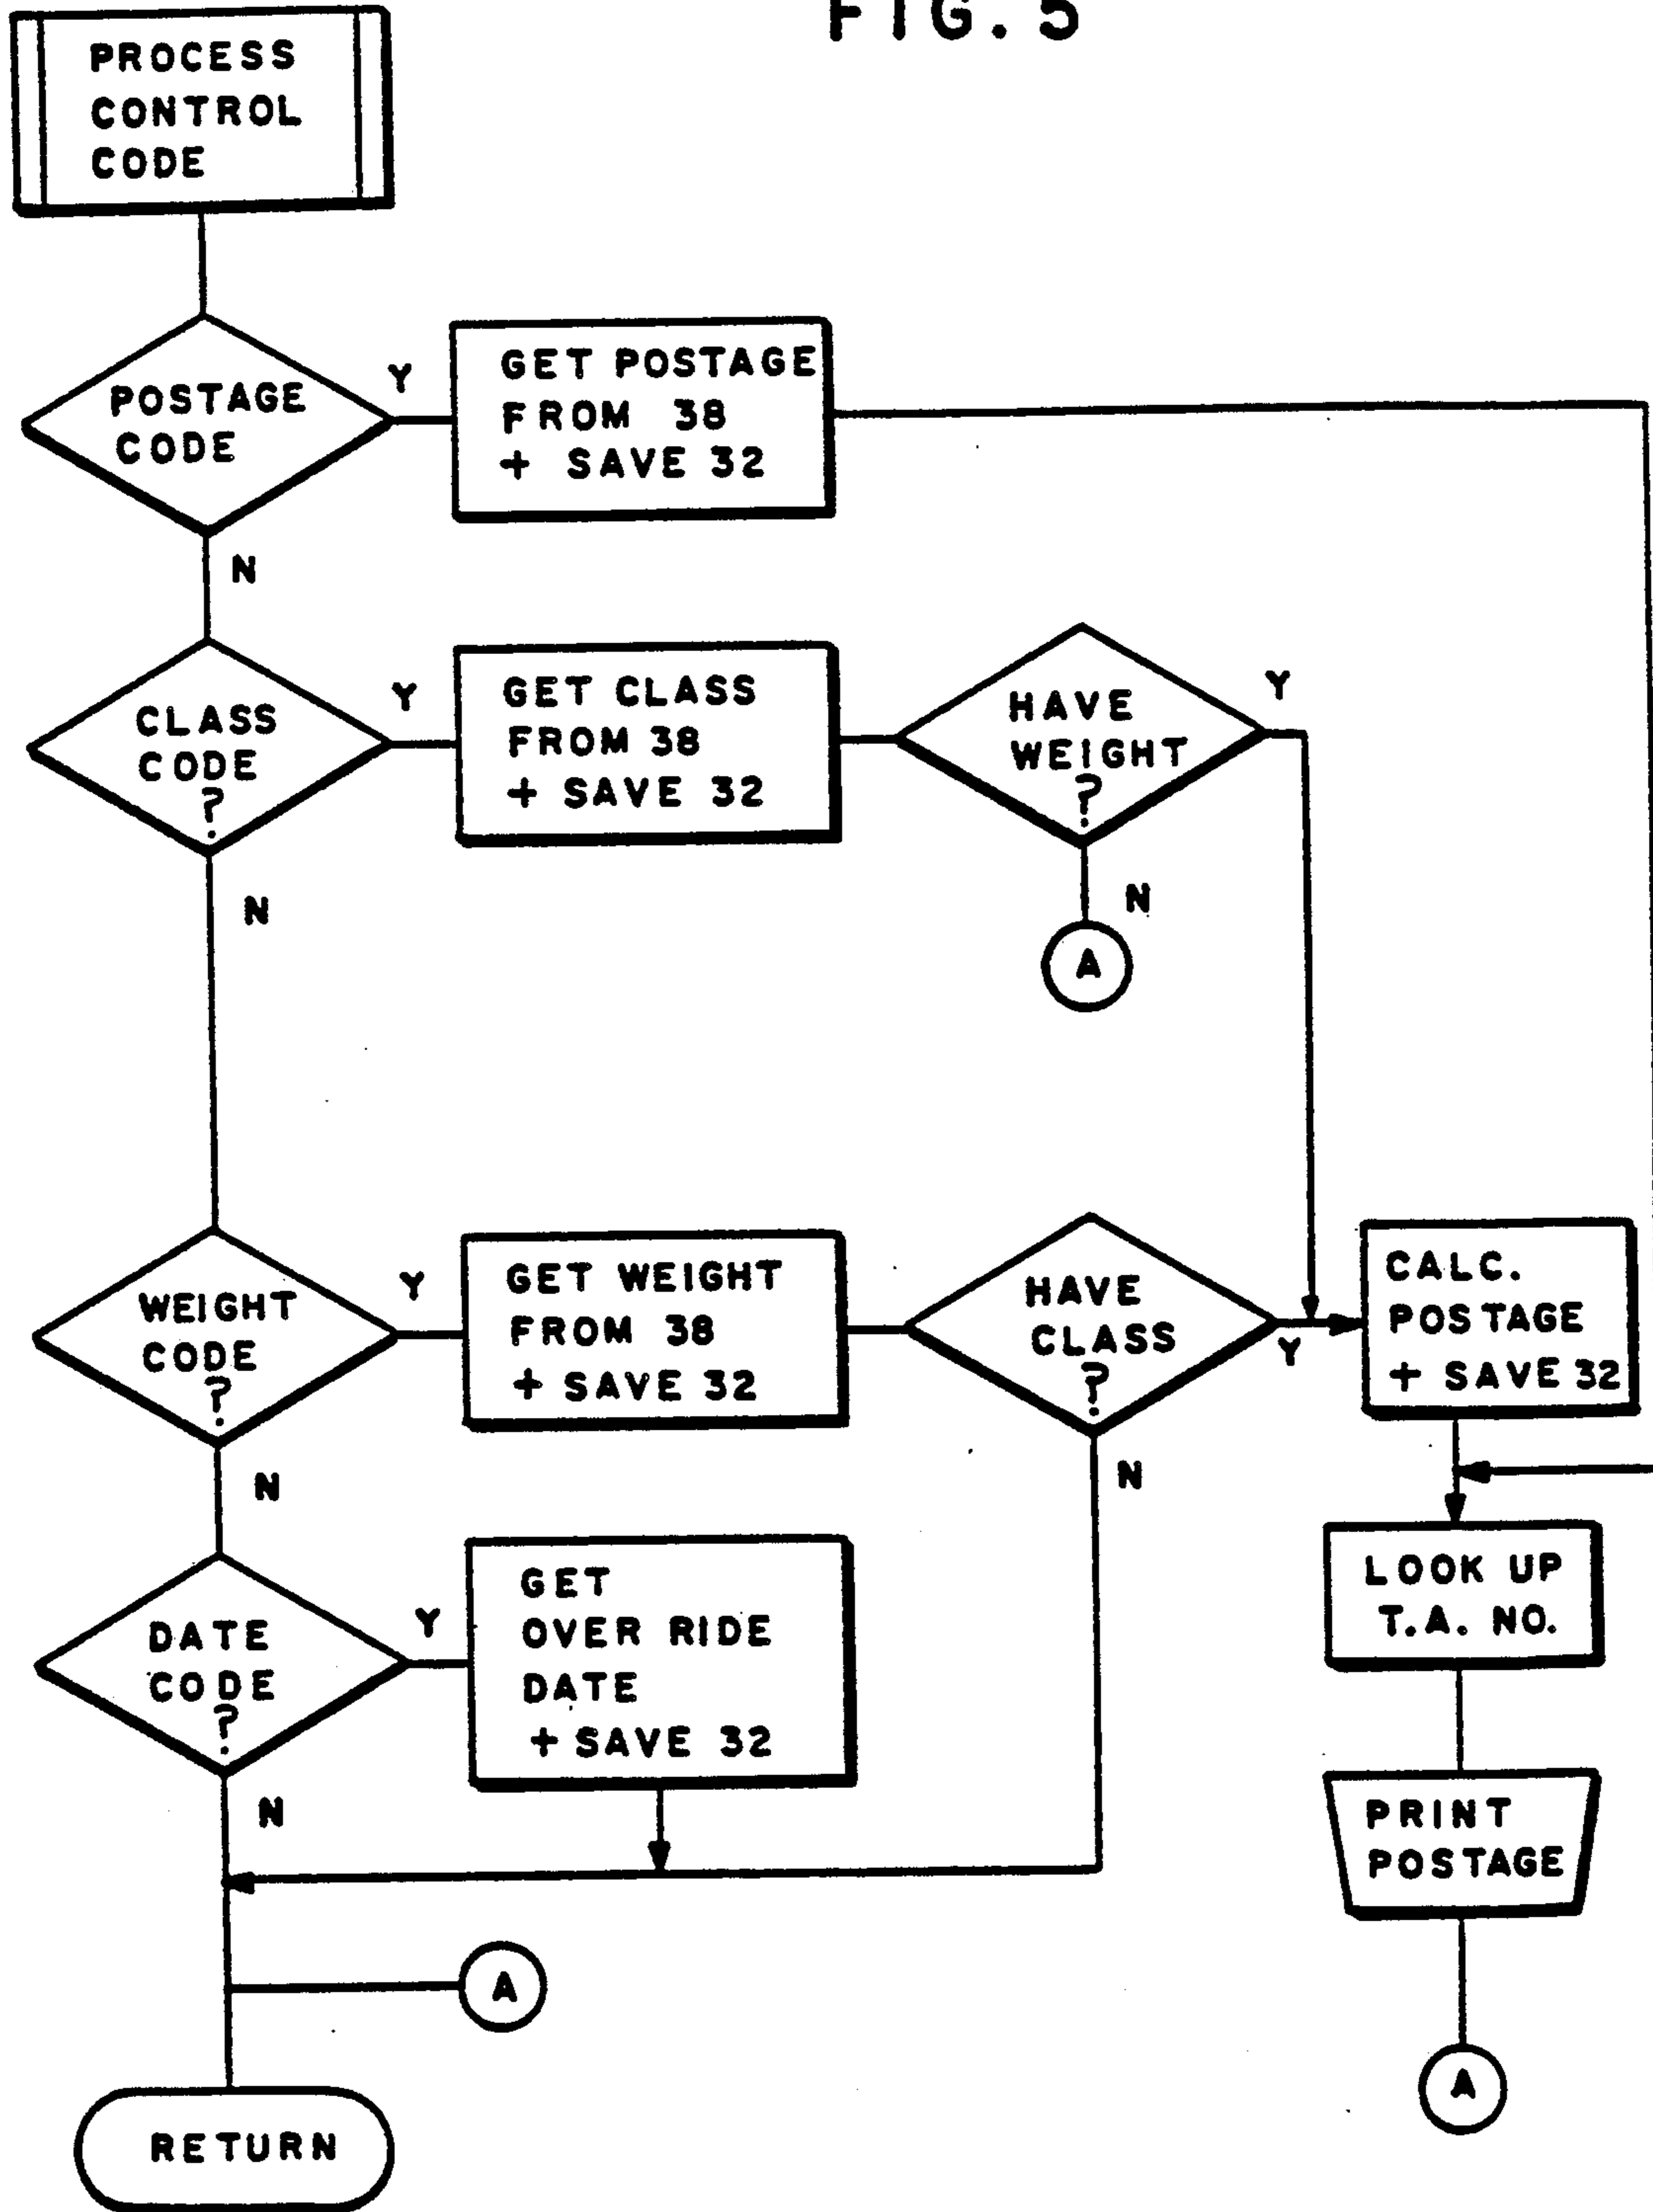 FIG. 5
PROCESS
CONTROL
CODE
POSTAGE
CODE
Y
GET POSTAGE
FROM 38
+ SAVE 32
N
CLASS
CODE
?
Y
GET CLASS
FROM 38
+ SAVE 32
HAVE
WEIGHT
?
Y
N
A
N
WEIGHT
CODE
?
Y
GET WEIGHT
FROM 38
+ SAVE 32
HAVE
CLASS
?
Y
CALC.
POSTAGE
+ SAVE 32
N
N
LOOK UP
T.A. NO.
DATE
CODE
?
Y
GET
OVER RIDE
DATE
+ SAVE 32
N
PRINT
POSTAGE
A
A
RETURN